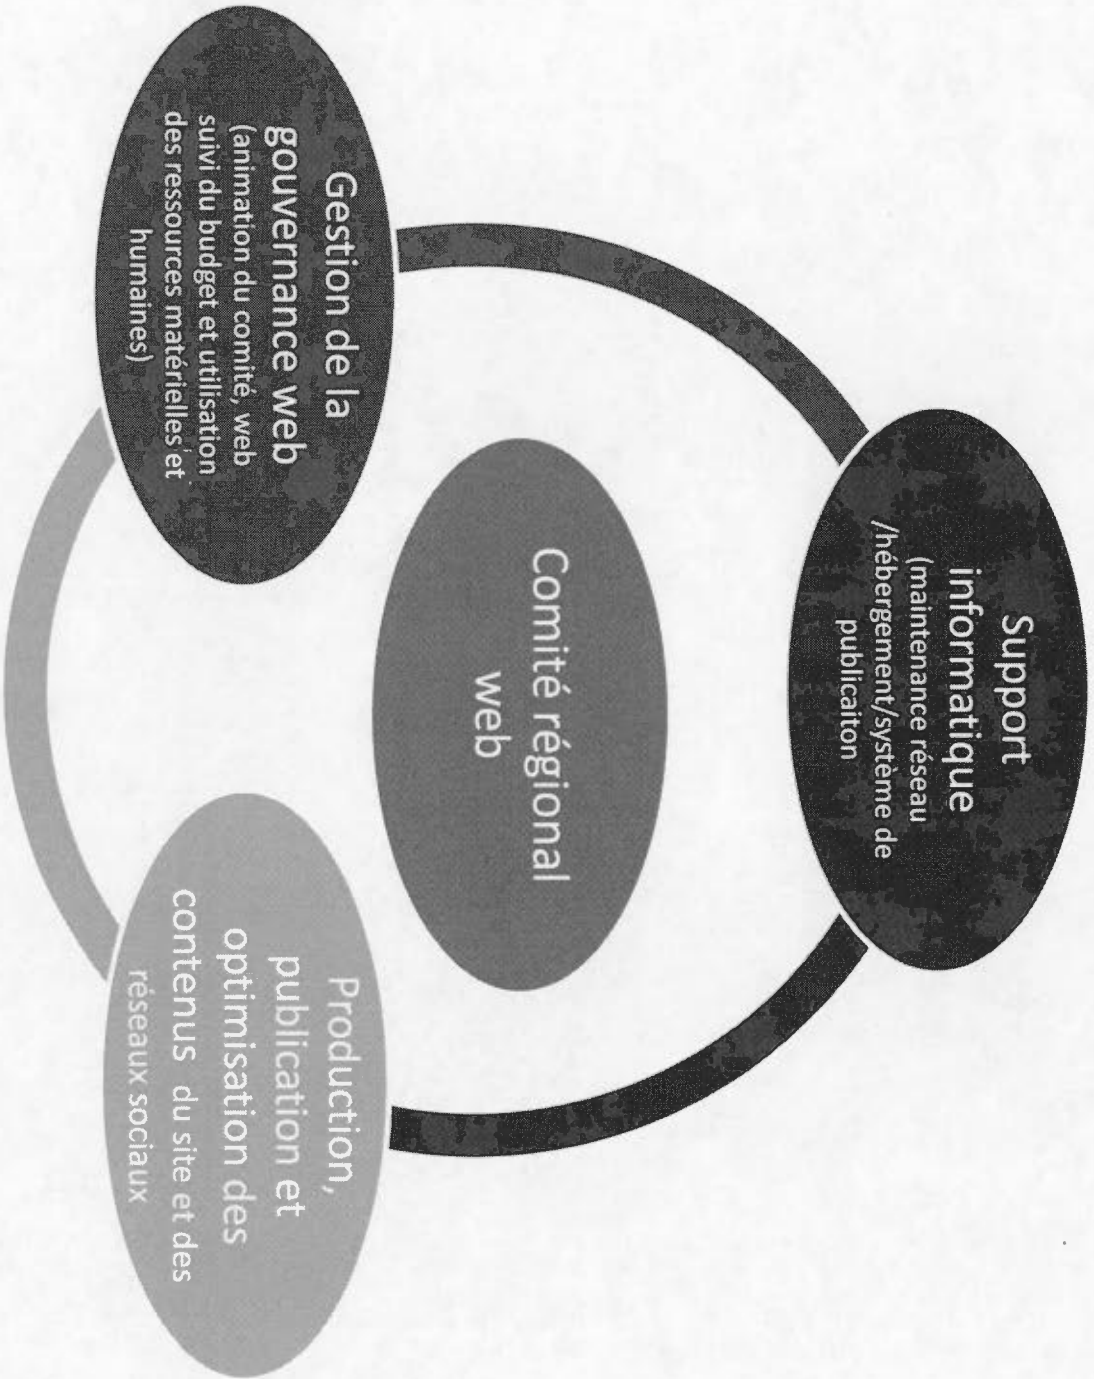 Support
informatique
(maintenance réseau
/hébergement/système de
publicaiton
Comité régional
web
Gestion de la
gouvernance web
(animation du comité, web
suivi du budget et utilisation
des ressources matérielles et
humaines)
Production,
publication et
optimisation des
contenus du site et des
réseaux sociaux